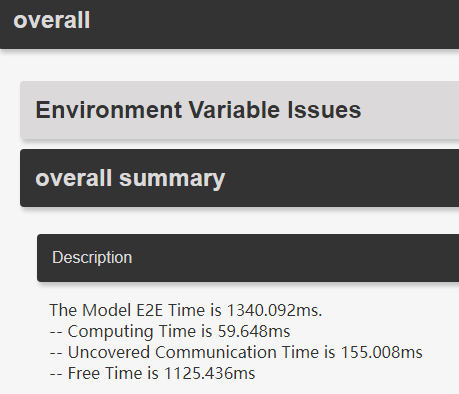 overall
Environment Variable Issues
overall summary
Description
The Model E2E Time is 1340.092ms.
-- Computing Time is 59.648ms
-- Uncovered Communication Time is 155.008ms
-- Free Time is 1125.436ms